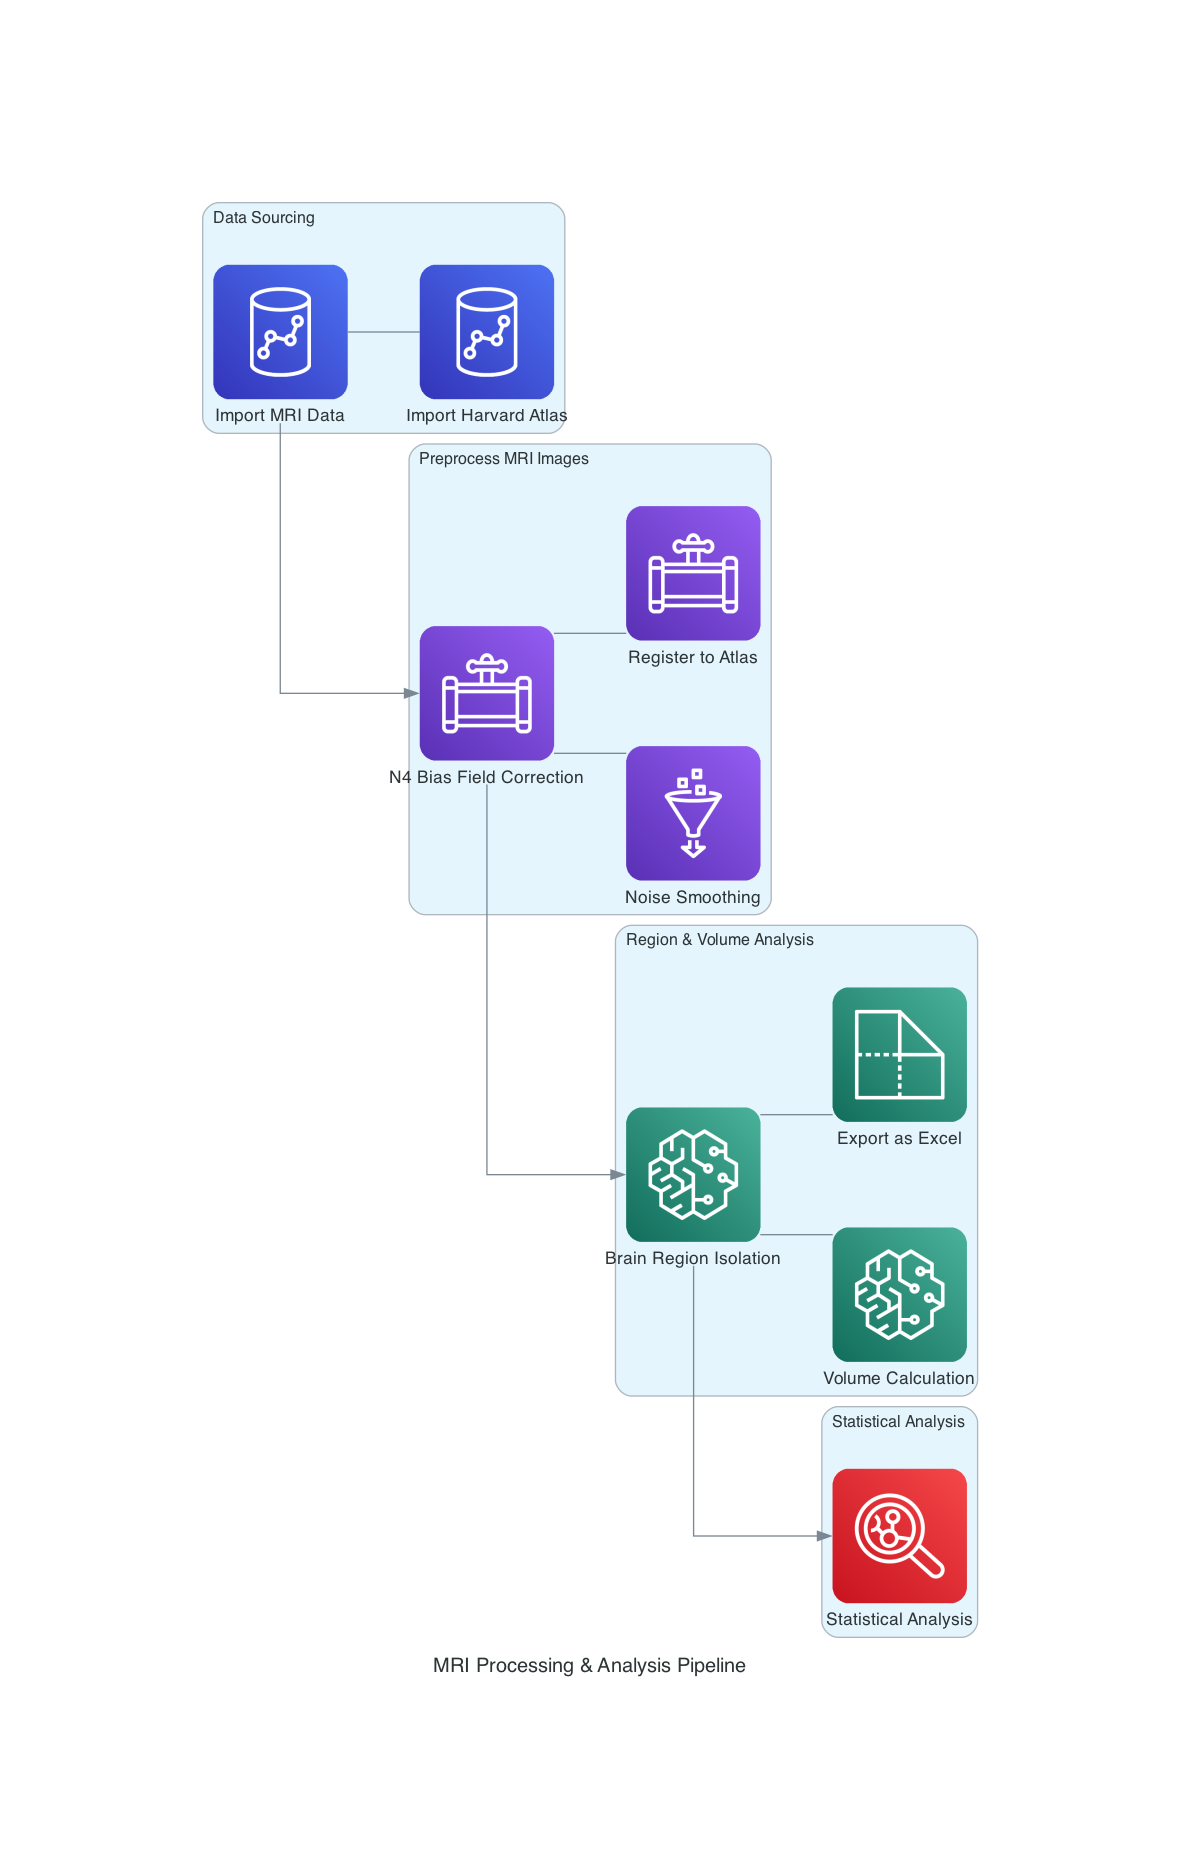 Data Sourcing
Import MRI Data
Import Harvard Atlas
Preprocess MRI Images
Register to Atlas
N4 Bias Field Correction
Noise Smoothing
Region & Volume Analysis
Export as Excel
Brain Region Isolation
Volume Calculation
Statistical Analysis
Statistical Analysis
MRI Processing & Analysis Pipeline